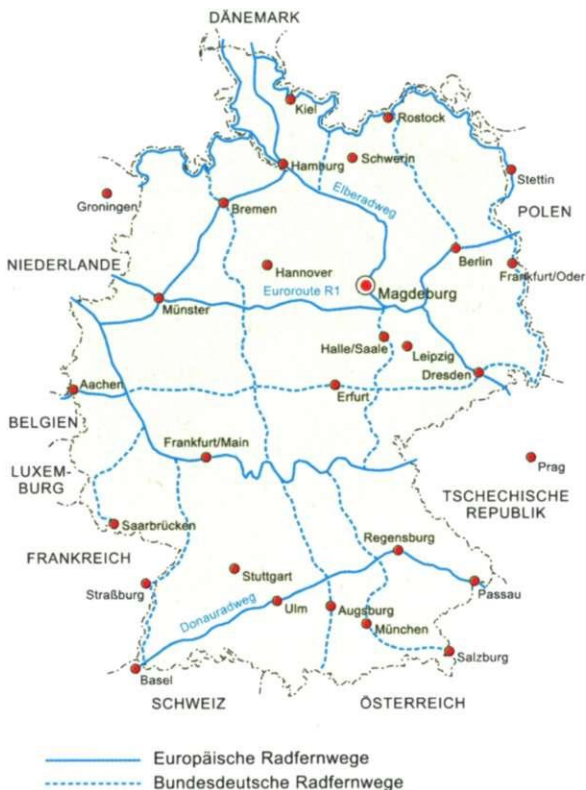 DÄNEMARK
Kiel
Rostock
Hamburg
Schwerin
Stettin
Groningen
Bremen
Elberadweg
POLEN
NIEDERLANDE
Hannover
Berlin
Frankfurt/Oder
Euroroute R1
Magdeburg
Münster
Halle/Saale
Leipzig
Dresden
Aachen
Erfurt
BELGIEN
Frankfurt/Main
LUXEM-
BURG
Prag
TSCHECHISCHE
REPUBLIK
Saarbrücken
Regensburg
FRANKREICH
Stuttgart
Straßburg
Passau
Donauradweg
Ulm
Augsburg
München
Salzburg
Basel
SCHWEIZ
ÖSTERREICH
Europäische Radfernwege
Bundesdeutsche Radfernwege